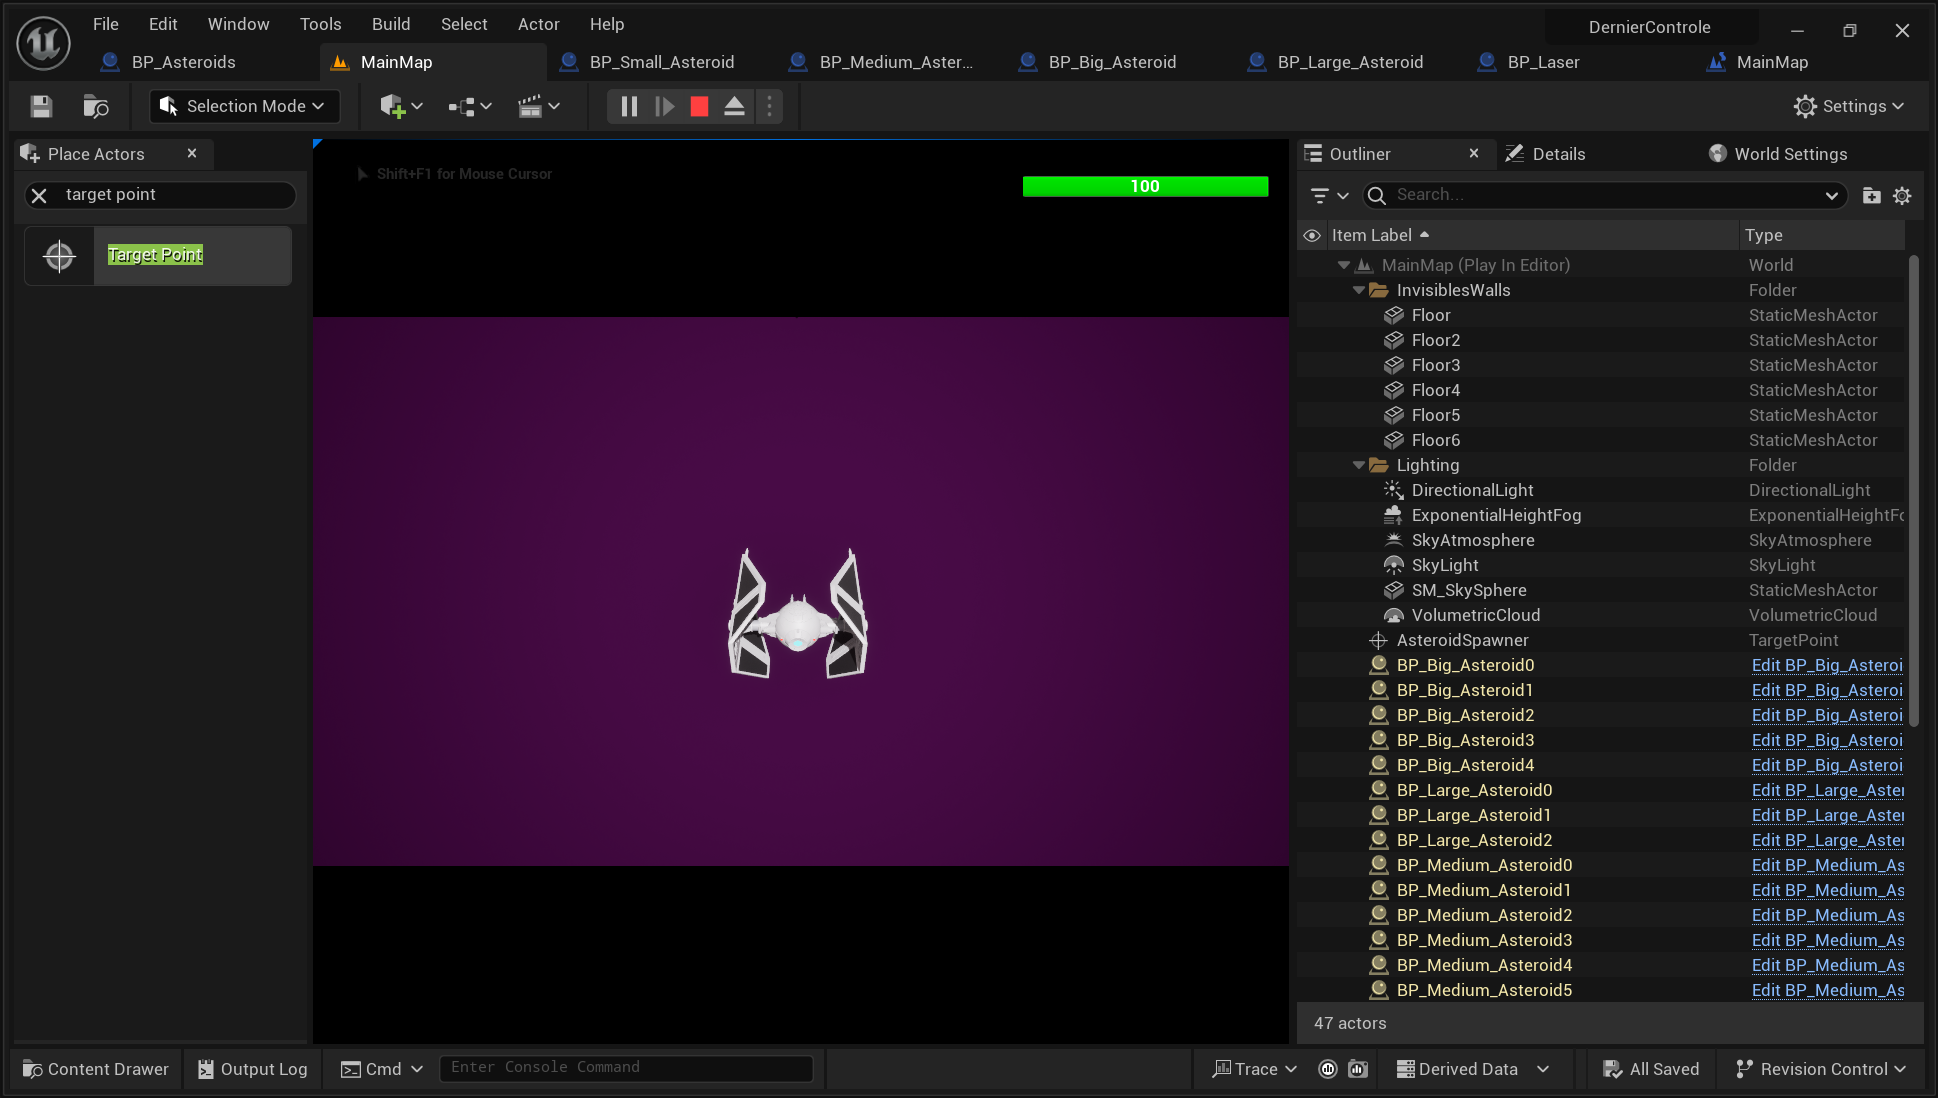 File Edit Window Tools Build Select Actor Help
DernierControle
BP_Asteroids
MainMap
BP_Small_Asteroid
BP_Medium_Aster...
BP_Big_Asteroid
BP_Large_Asteroid
BP_Laser
MainMap
Selection Mode
Settings
Place Actors
target point
Target Point
Shift+F1 for Mouse Cursor
100
Outliner
Details
World Settings
Search...
Item Label Type
MainMap (Play In Editor) World
InvisiblesWalls Folder
Floor StaticMeshActor
Floor2 StaticMeshActor
Floor3 StaticMeshActor
Floor4 StaticMeshActor
Floor5 StaticMeshActor
Floor6 StaticMeshActor
Lighting Folder
DirectionalLight DirectionalLight
ExponentialHeightFog ExponentialHeightFo
SkyAtmosphere SkyAtmosphere
SkyLight SkyLight
SM_SkySphere StaticMeshActor
VolumetricCloud VolumetricCloud
AsteroidSpawner TargetPoint
BP_Big_Asteroid0 Edit BP_Big_Asteroi
BP_Big_Asteroid1 Edit BP_Big_Asteroi
BP_Big_Asteroid2 Edit BP_Big_Asteroi
BP_Big_Asteroid3 Edit BP_Big_Asteroi
BP_Big_Asteroid4 Edit BP_Big_Asteroi
BP_Large_Asteroid0 Edit BP_Large_Aster
BP_Large_Asteroid1 Edit BP_Large_Aster
BP_Large_Asteroid2 Edit BP_Large_Aster
BP_Medium_Asteroid0 Edit BP_Medium_As
BP_Medium_Asteroid1 Edit BP_Medium_As
BP_Medium_Asteroid2 Edit BP_Medium_As
BP_Medium_Asteroid3 Edit BP_Medium_As
BP_Medium_Asteroid4 Edit BP_Medium_As
BP_Medium_Asteroid5 Edit BP_Medium_As
47 actors
Content Drawer
Output Log
Cmd
Enter Console Command
Trace
Derived Data
All Saved
Revision Control